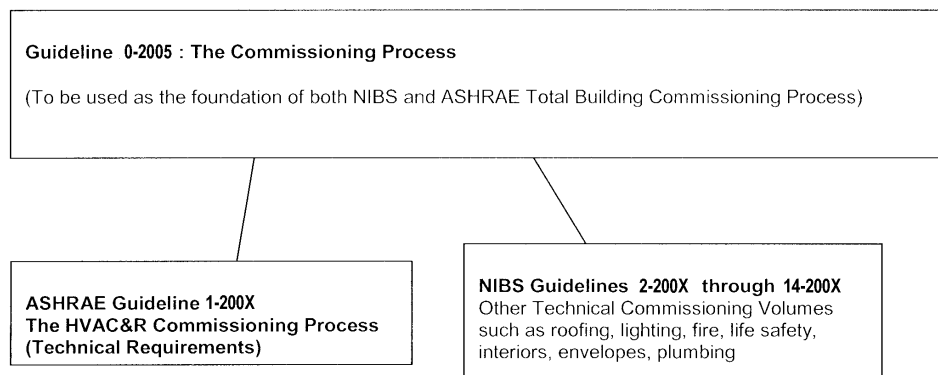 Guideline 0-2005 : The Commissioning Process
(To be used as the foundation of both NIBS and ASHRAE Total Building Commissioning Process)
ASHRAE Guideline 1-200X
The HVAC&R Commissioning Process
(Technical Requirements)
NIBS Guidelines 2-200X through 14-200X
Other Technical Commissioning Volumes
such as roofing, lighting, fire, life safety,
interiors, envelopes, plumbing